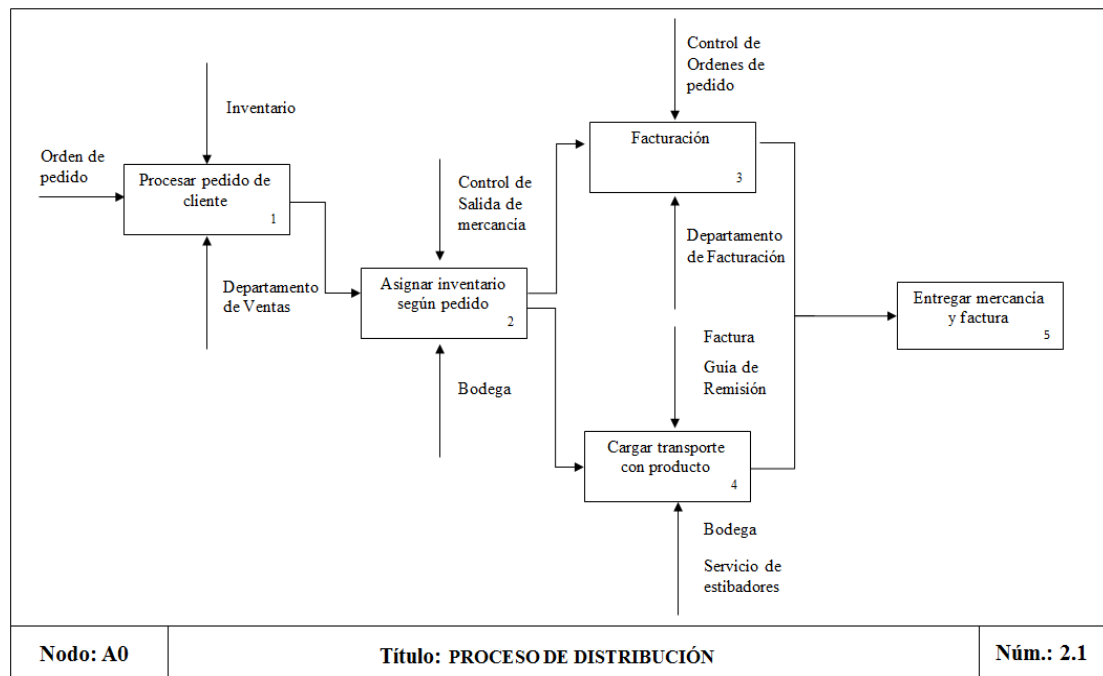 Inventario
Orden de
pedido
Procesar pedido de
cliente
1
Departamento
de Ventas
Control de
Salida de
mercancía
Asignar inventario
según pedido
2
Bodega
Control de
Ordenes de
pedido
Facturación
3
Departamento
de Facturación
Factura
Guía de
Remisión
Cargar transporte
con producto
4
Bodega
Servicio de
estibadores
Entregar mercancia
y factura
5
Nodo: A0
Título: PROCESO DE DISTRIBUCIÓN
Núm.: 2.1